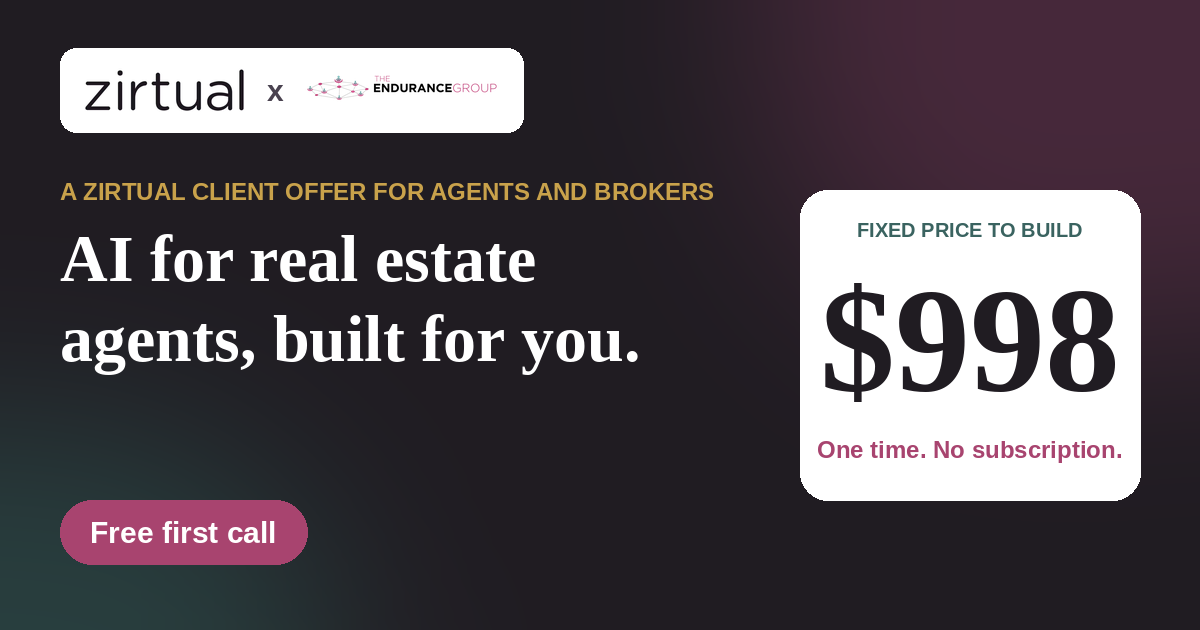 zirtual x THE ENDURANCEGROUP
A ZIRTUAL CLIENT OFFER FOR AGENTS AND BROKERS
AI for real estate
agents, built for you.
Free first call
FIXED PRICE TO BUILD
$998
One time. No subscription.